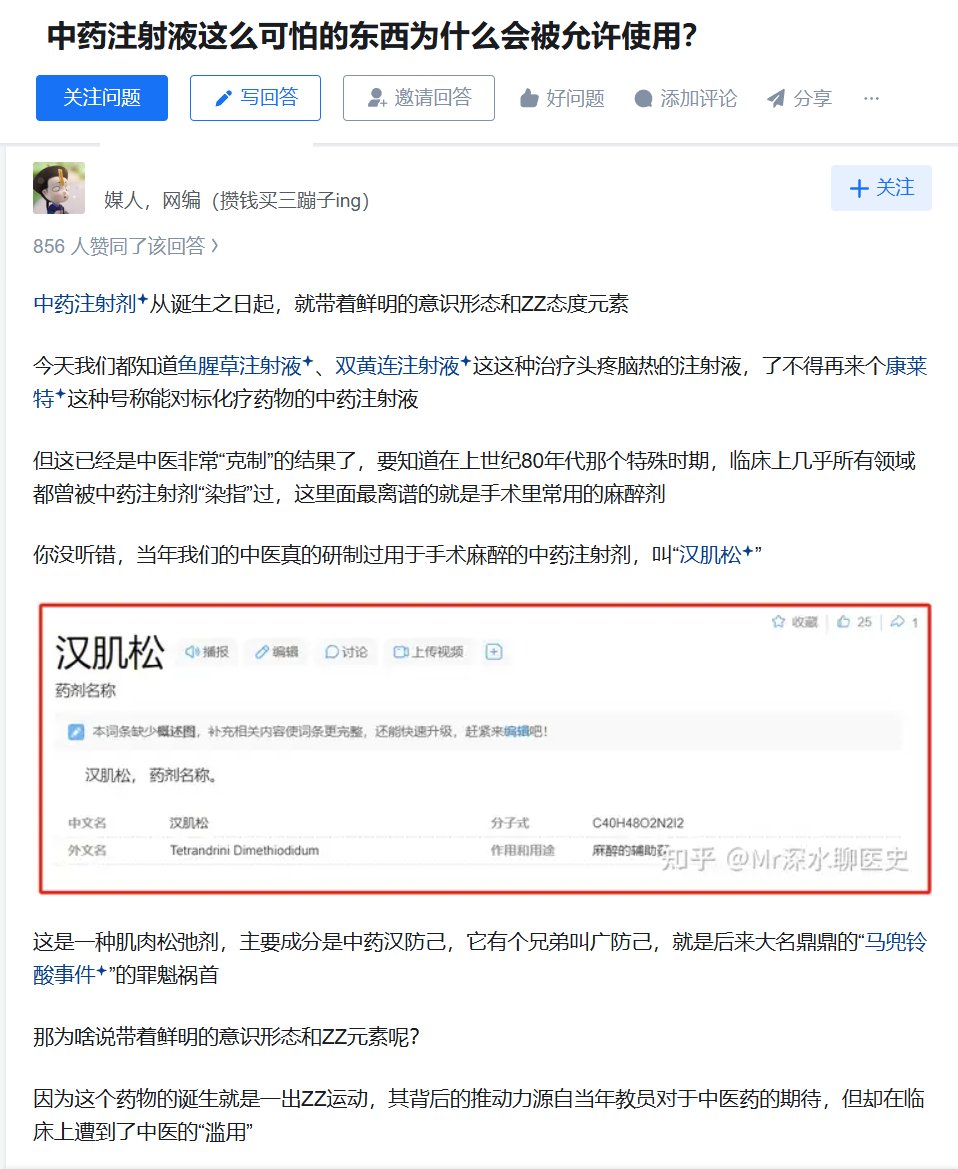 中药注射液这么可怕的东西为什么会被允许使用？
关注问题 写回答 邀请回答 好问题 添加评论 分享 ...
媒人，网编（攒钱买三蹦子ing）
关注
856 人赞同了该回答 ›
中药注射剂从诞生之日起，就带着鲜明的意识形态和ZZ态度元素
今天我们都知道鱼腥草注射液、双黄连注射液这这种治疗头疼脑热的注射液，了不得再来个康莱
特这种号称能对标化疗药物的中药注射液
但这已经是中医非常“克制”的结果了，要知道在上世纪80年代那个特殊时期，临床上几乎所有领域
都曾被中药注射剂“染指”过，这里面最离谱的就是手术里常用的麻醉剂
你没听错，当年我们的中医真的研制过用于手术麻醉的中药注射剂，叫“汉肌松”
收藏 25 1
汉肌松 播报 编辑 讨论 上传视频
药剂名称
本词条缺少概述图，补充相关内容使词条更完整，还能快速升级，赶紧来编辑吧！
汉肌松，药剂名称。
中文名 汉肌松 分子式 C40H48O2N2I2
外文名 Tetrandrini Dimethiodidum 作用和用途 麻醉的辅助药
知乎 @Mr深水聊医史
这是一种肌肉松弛剂，主要成分是中药汉防己，它有个兄弟叫广防己，就是后来大名鼎鼎的“马兜铃
酸事件”的罪魁祸首
那为啥说带着鲜明的意识形态和ZZ元素呢？
因为这个药物的诞生就是一出ZZ运动，其背后的推动力源自当年教员对于中医药的期待，但却在临
床上遭到了中医的“滥用”